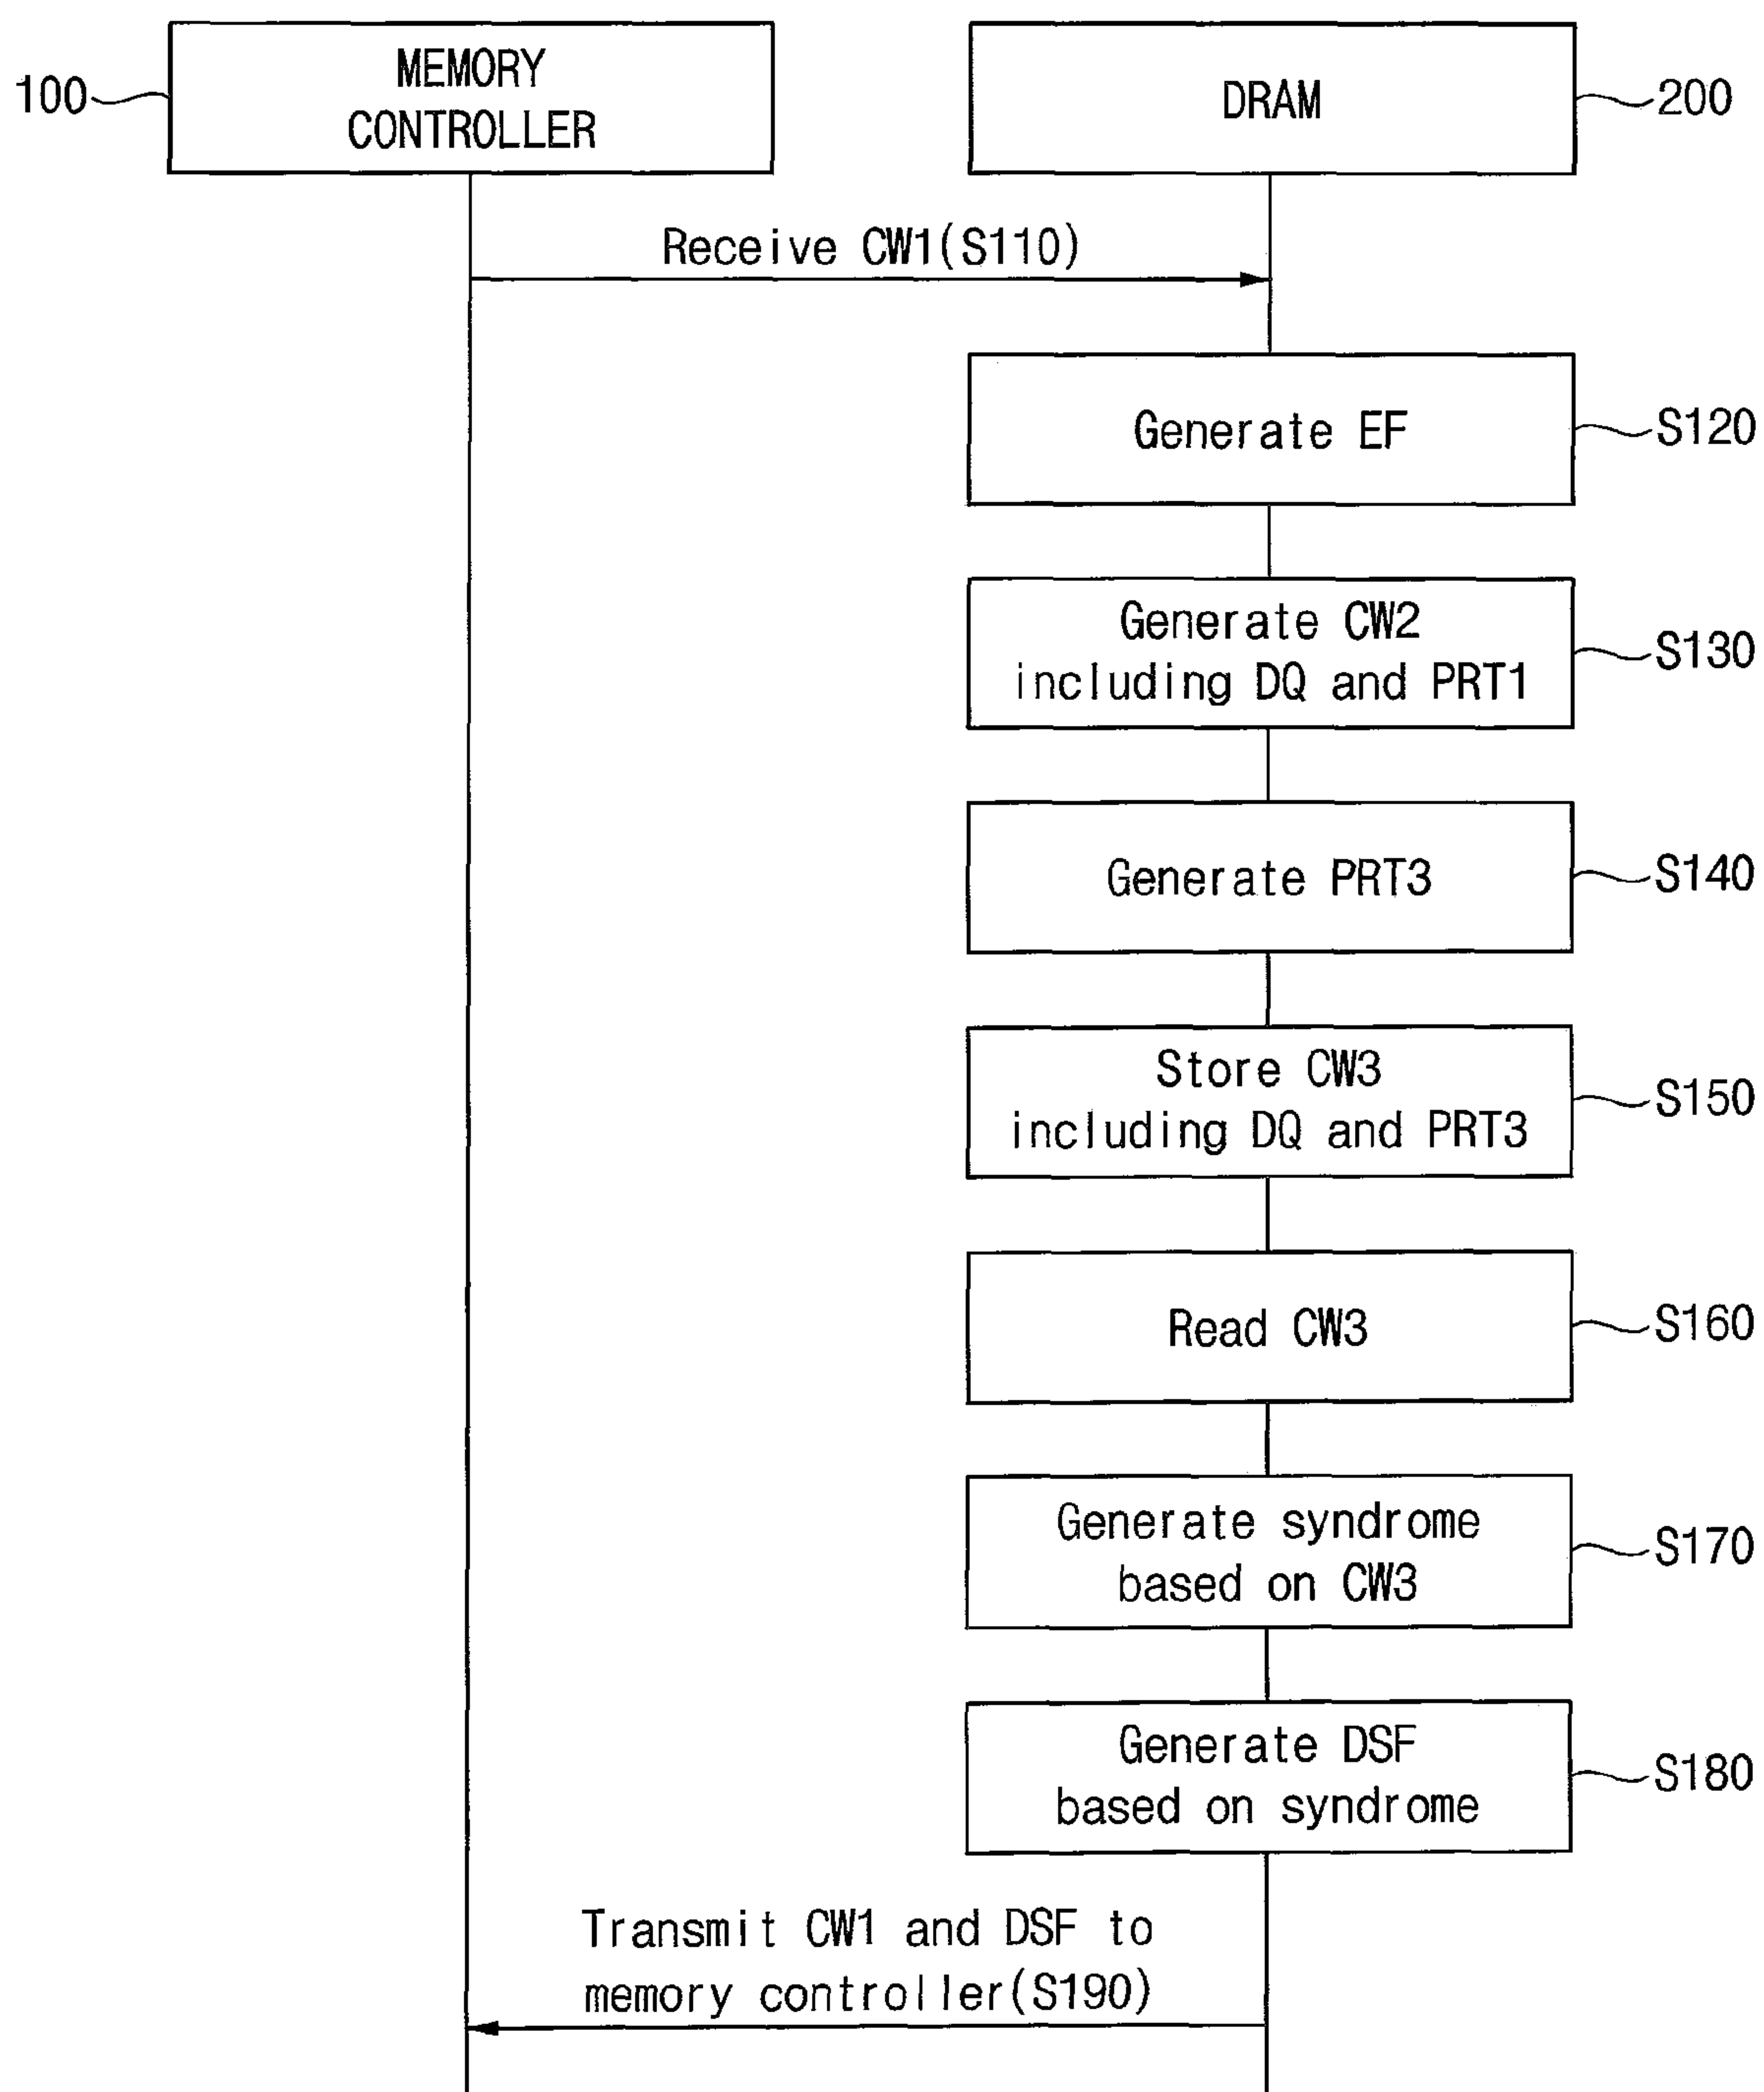 MEMORY
CONTROLLER
100
DRAM
200
Receive CW1(S110)
Generate EF
S120
Generate CW2
including DQ and PRT1
S130
Generate PRT3
S140
Store CW3
including DQ and PRT3
S150
Read CW3
S160
Generate syndrome
based on CW3
S170
Generate DSF
based on syndrome
S180
Transmit CW1 and DSF to
memory controller(S190)